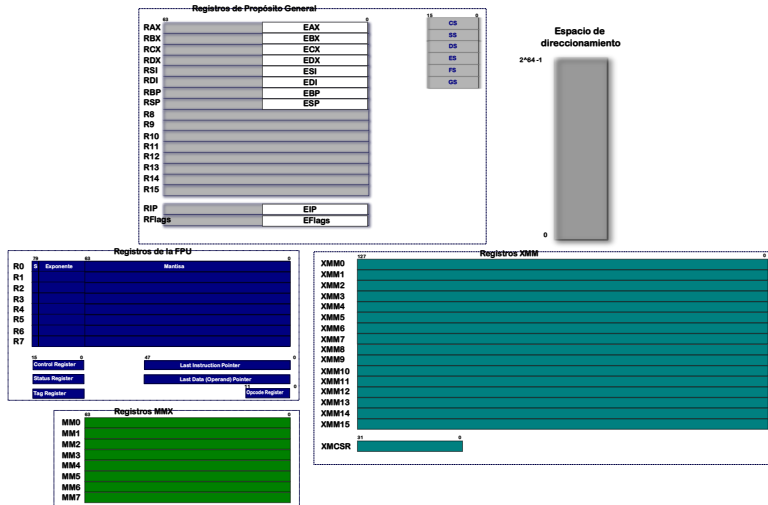 Registros de Propósito General
63 0
RAX EAX
RBX EBX
RCX ECX
RDX EDX
RSI ESI
RDI EDI
RBP EBP
RSP ESP
R8
R9
R10
R11
R12
R13
R14
R15
RIP EIP
RFlags EFlags
15 0
CS
SS
DS
ES
FS
GS
Espacio de
direccionamiento
2^64 -1
0
Registros de la FPU
79 63 0
R0 S Exponente Mantisa
R1
R2
R3
R4
R5
R6
R7
15 0 47 0
Control Register Last Instruction Pointer
Status Register Last Data (Operand) Pointer
11 0
Tag Register Opcode Register
Registros MMX
63 0
MM0
MM1
MM2
MM3
MM4
MM5
MM6
MM7
Registros XMM
127 0
XMM0
XMM1
XMM2
XMM3
XMM4
XMM5
XMM6
XMM7
XMM8
XMM9
XMM10
XMM11
XMM12
XMM13
XMM14
XMM15
31 0
XMCSR